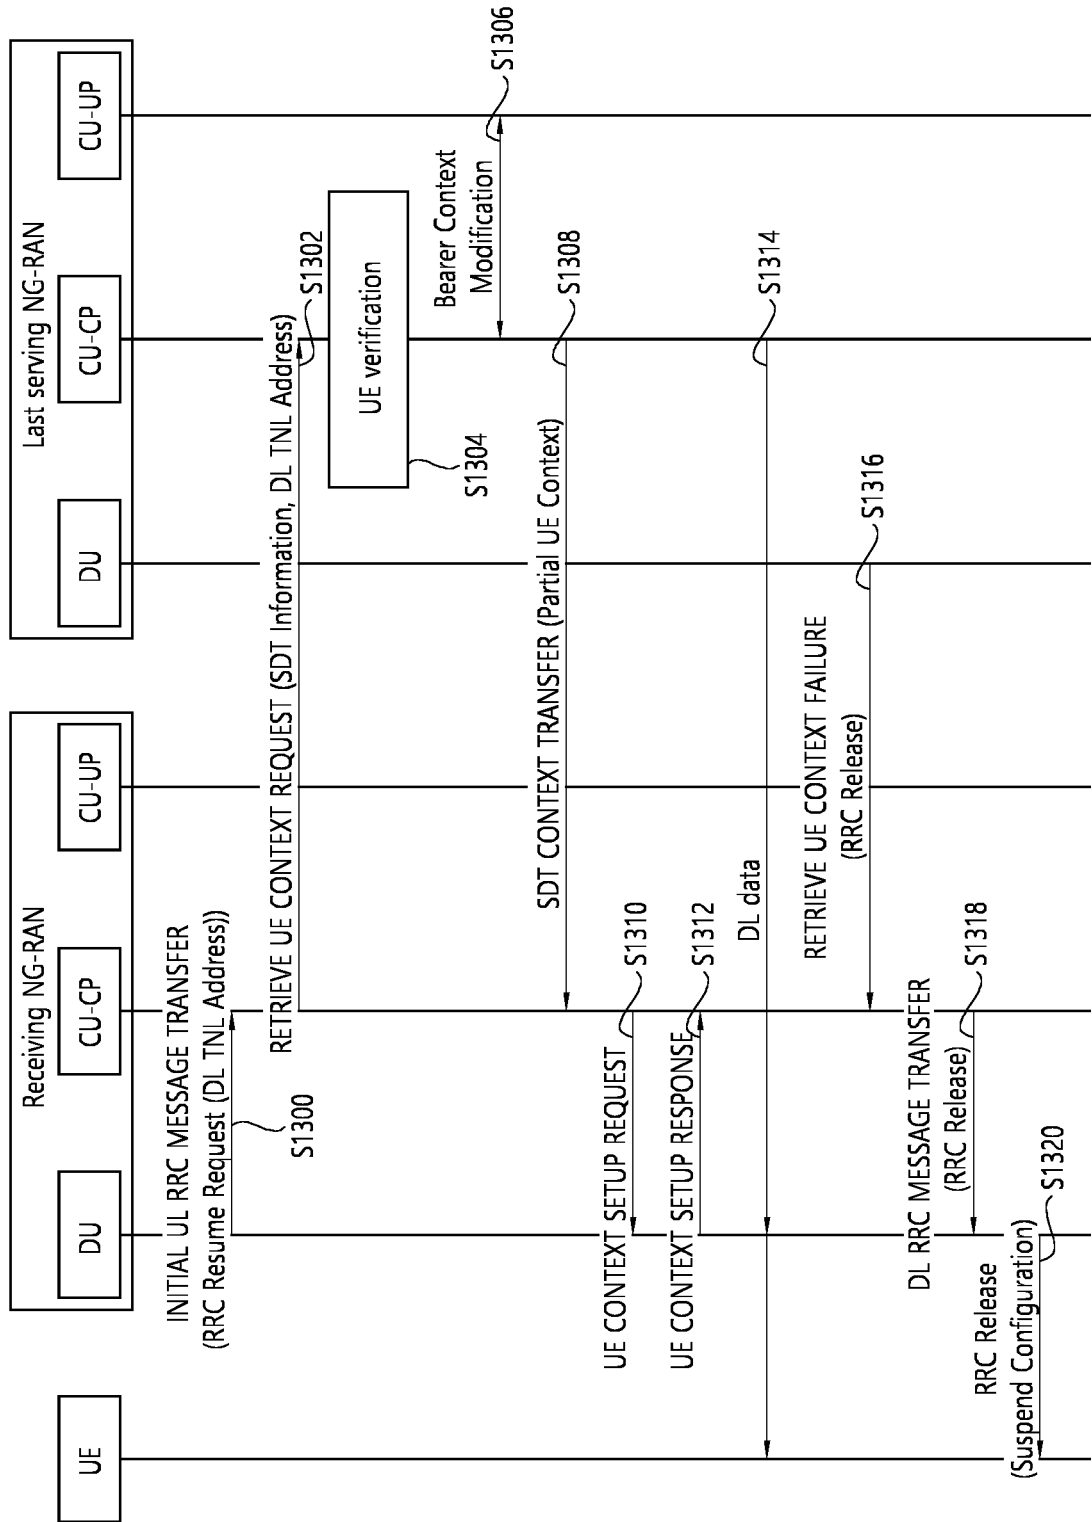 Receiving NG-RAN
Last serving NG-RAN
UE
DU
CU-CP
CU-UP
DU
CU-CP
CU-UP
INITIAL UL RRC MESSAGE TRANSFER
(RRC Resume Request (DL TNL Address))
S1300
RETRIEVE UE CONTEXT REQUEST (SDT Information, DL TNL Address)
S1302
UE verification
S1304
Bearer Context
Modification
S1306
SDT CONTEXT TRANSFER (Partial UE Context)
S1308
UE CONTEXT SETUP REQUEST
S1310
UE CONTEXT SETUP RESPONSE
S1312
DL data
S1314
RETRIEVE UE CONTEXT FAILURE
(RRC Release)
S1316
DL RRC MESSAGE TRANSFER
(RRC Release)
S1318
RRC Release
(Suspend Configuration)
S1320